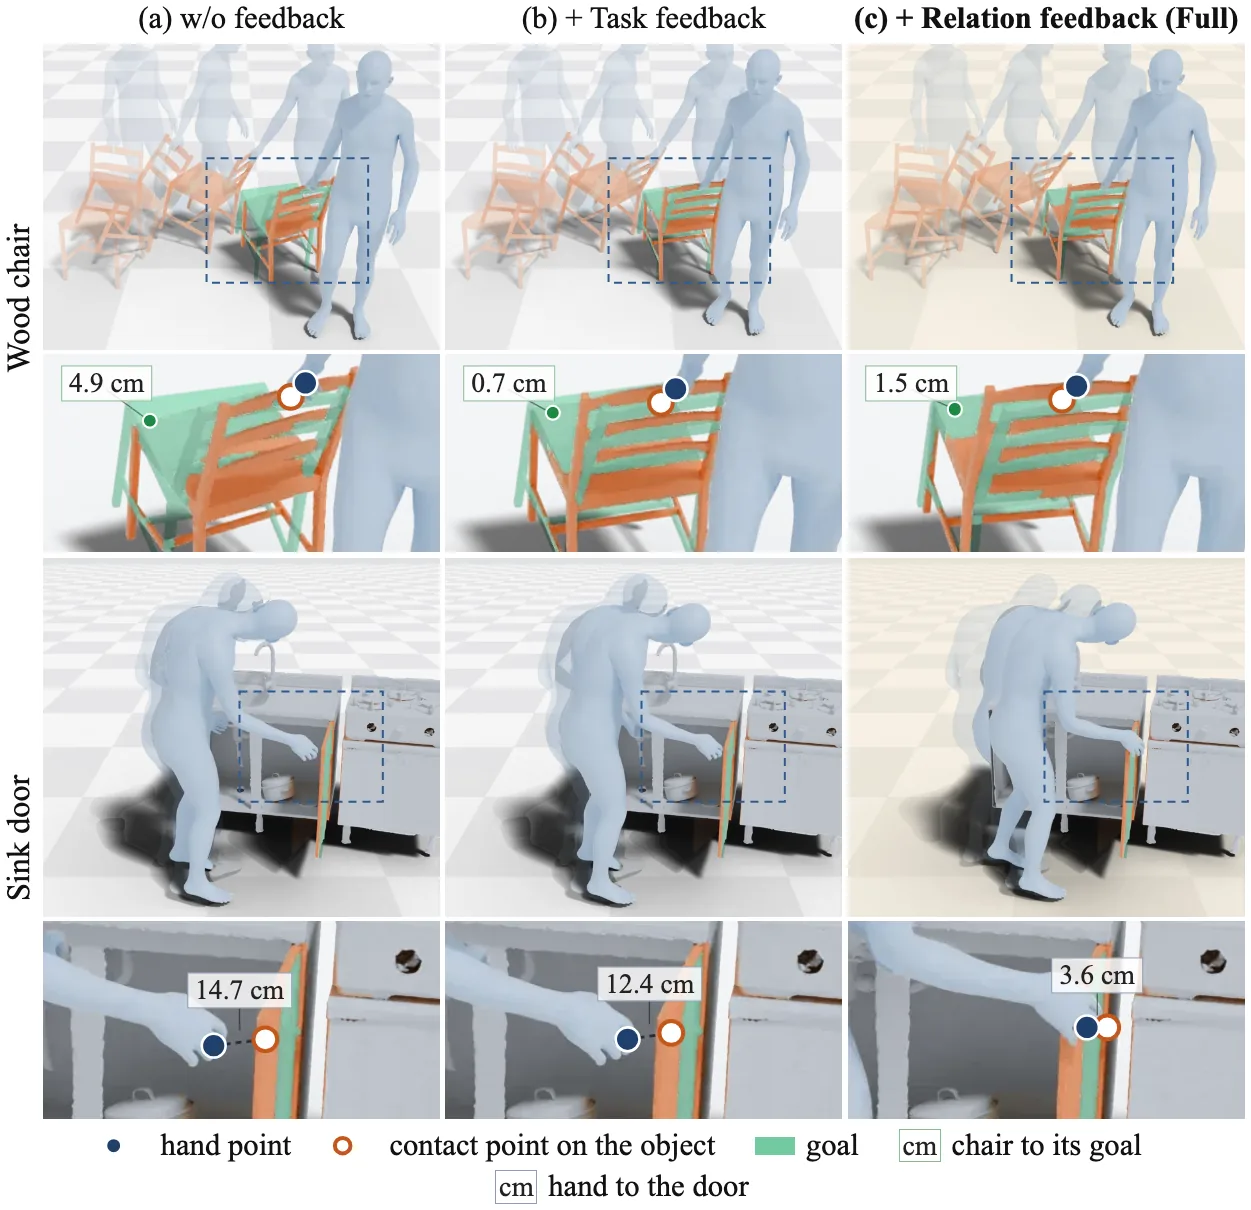 (a) w/o feedback
(b) + Task feedback
(c) + Relation feedback (Full)
Wood chair
4.9 cm
0.7 cm
1.5 cm
Sink door
14.7 cm
12.4 cm
3.6 cm
hand point
contact point on the object
goal
cm chair to its goal
cm hand to the door